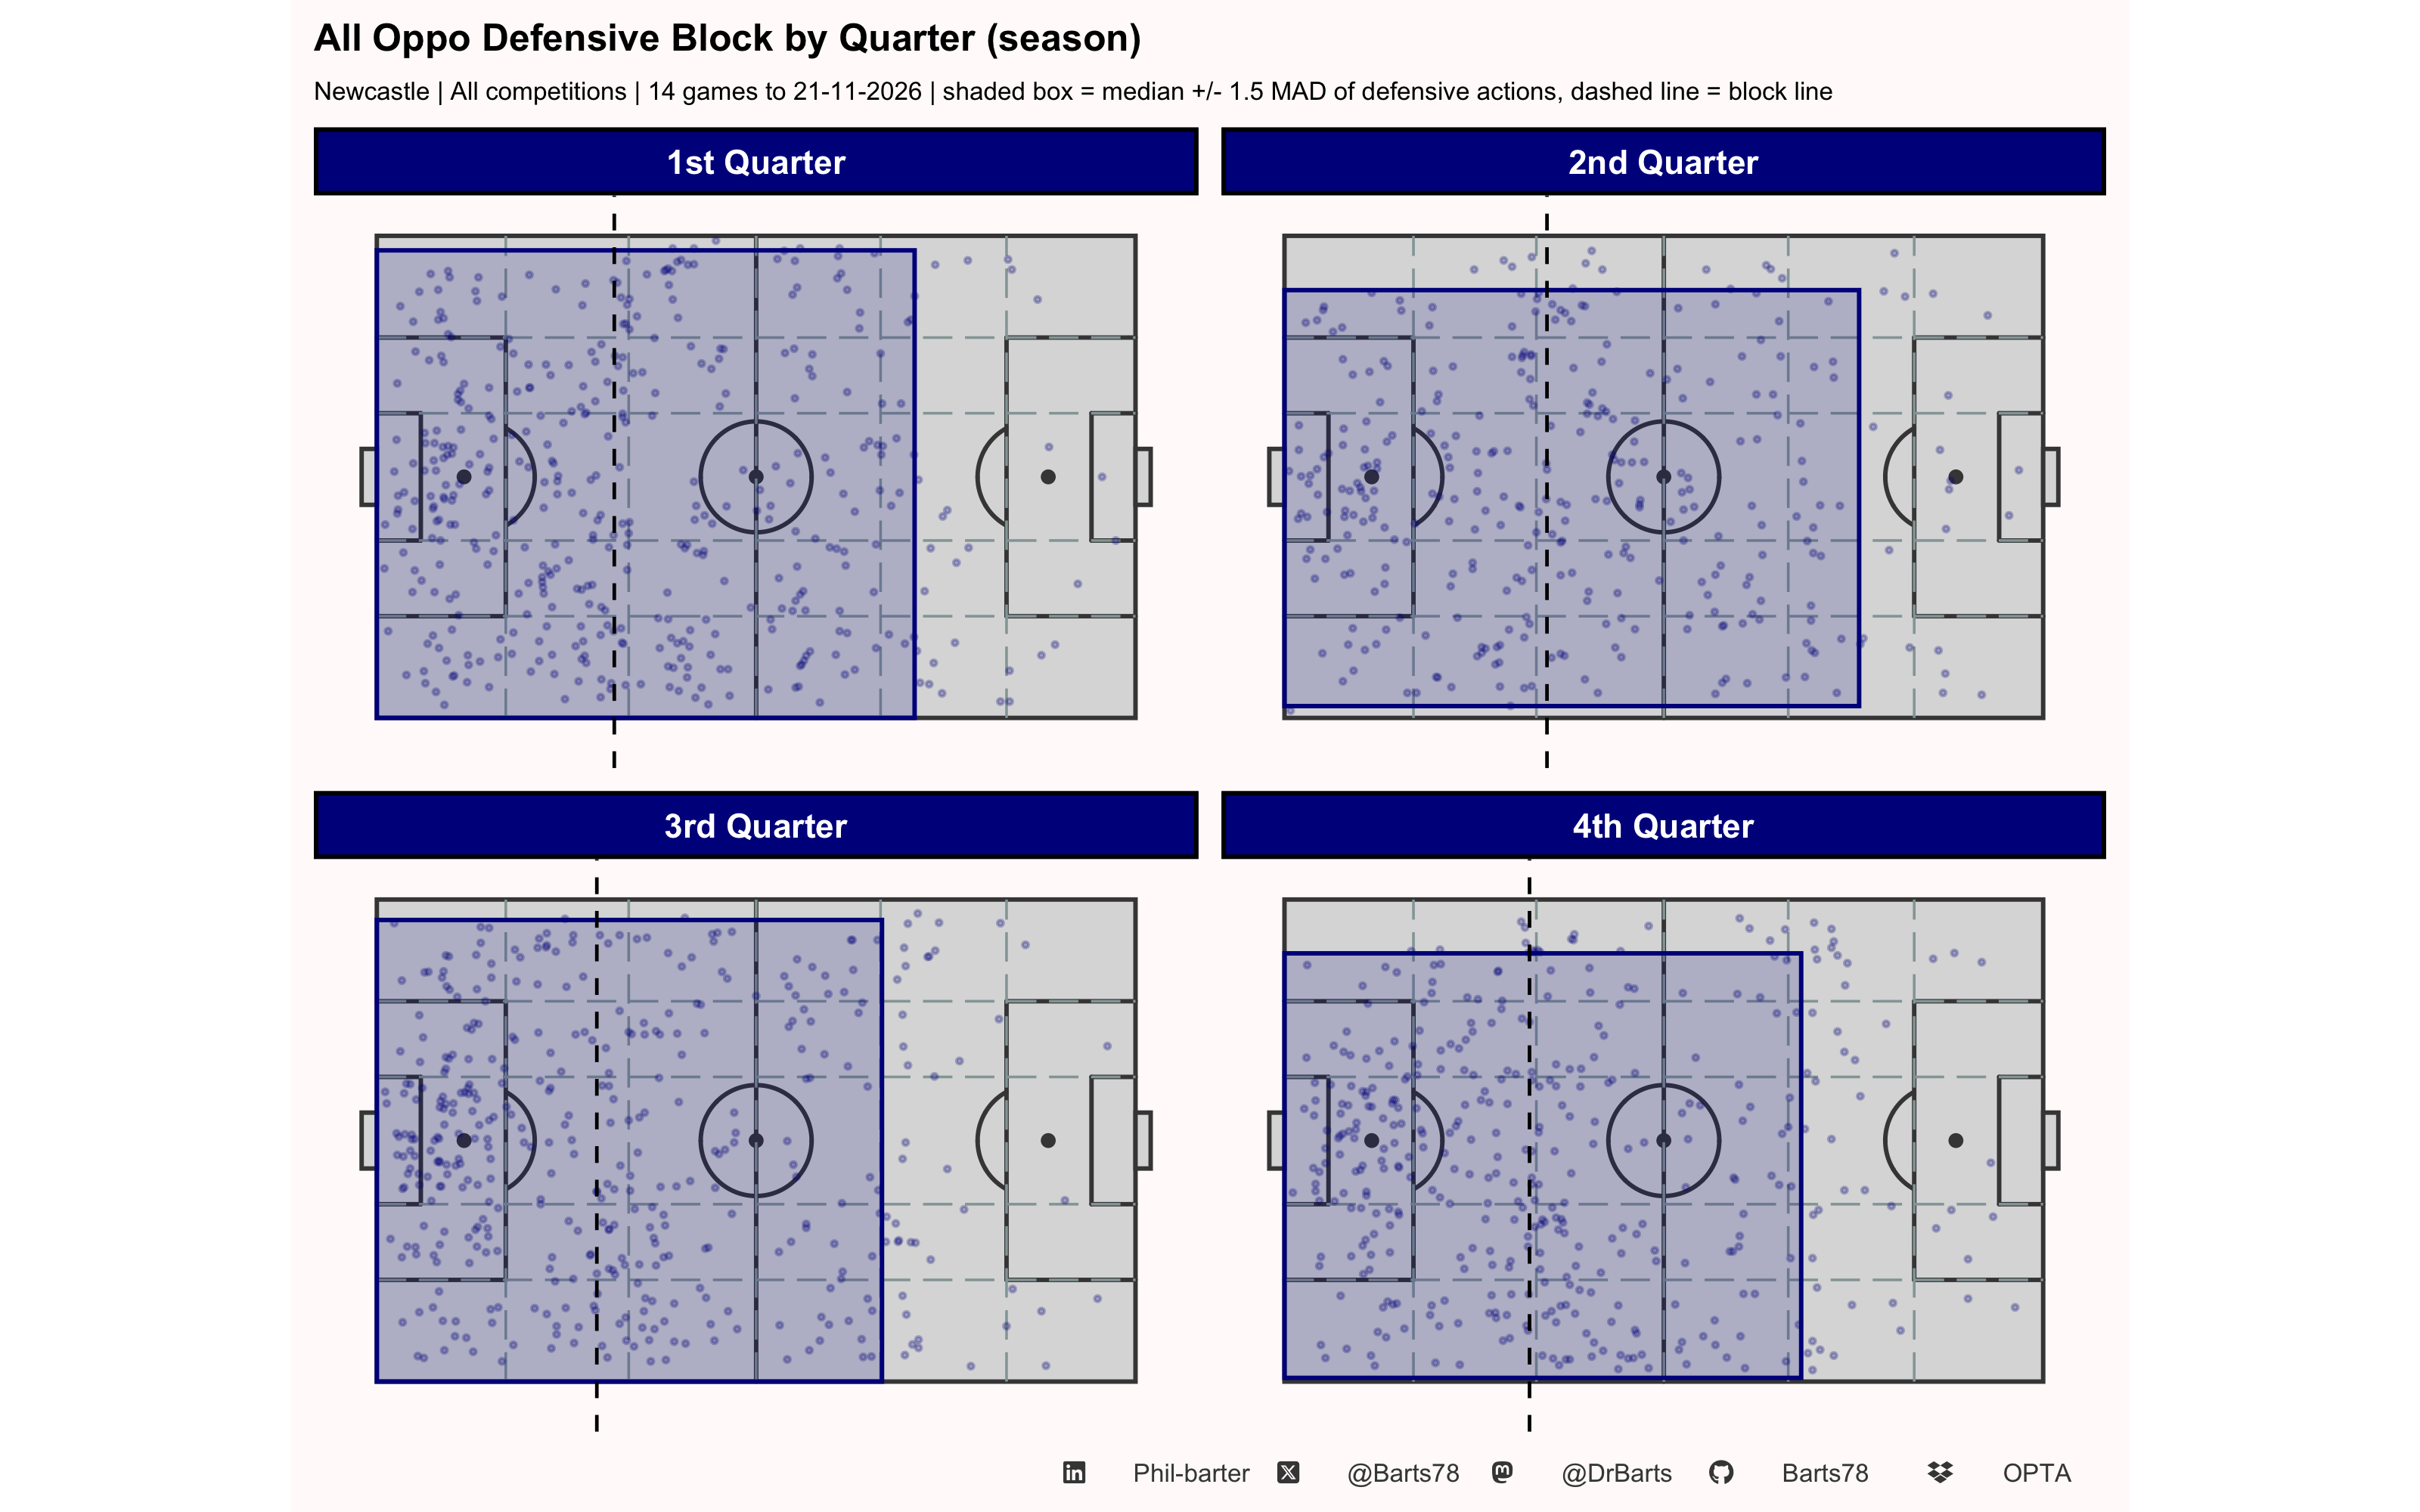 All Oppo Defensive Block by Quarter (season)
Newcastle | All competitions | 14 games to 21-11-2026 | shaded box = median +/- 1.5 MAD of defensive actions, dashed line = block line
1st Quarter
2nd Quarter
3rd Quarter
4th Quarter
Phil-barter @Barts78 @DrBarts Barts78 OPTA